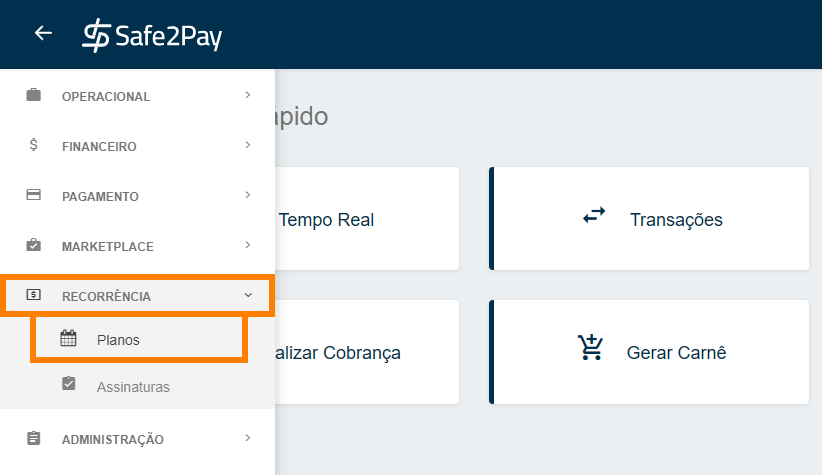 Safe2Pay
OPERACIONAL
FINANCEIRO
PAGAMENTO
MARKETPLACE
RECORRÊNCIA
Planos
Assinaturas
ADMINISTRAÇÃO
ápido
Tempo Real
Transações
alizar Cobrança
Gerar Carnê